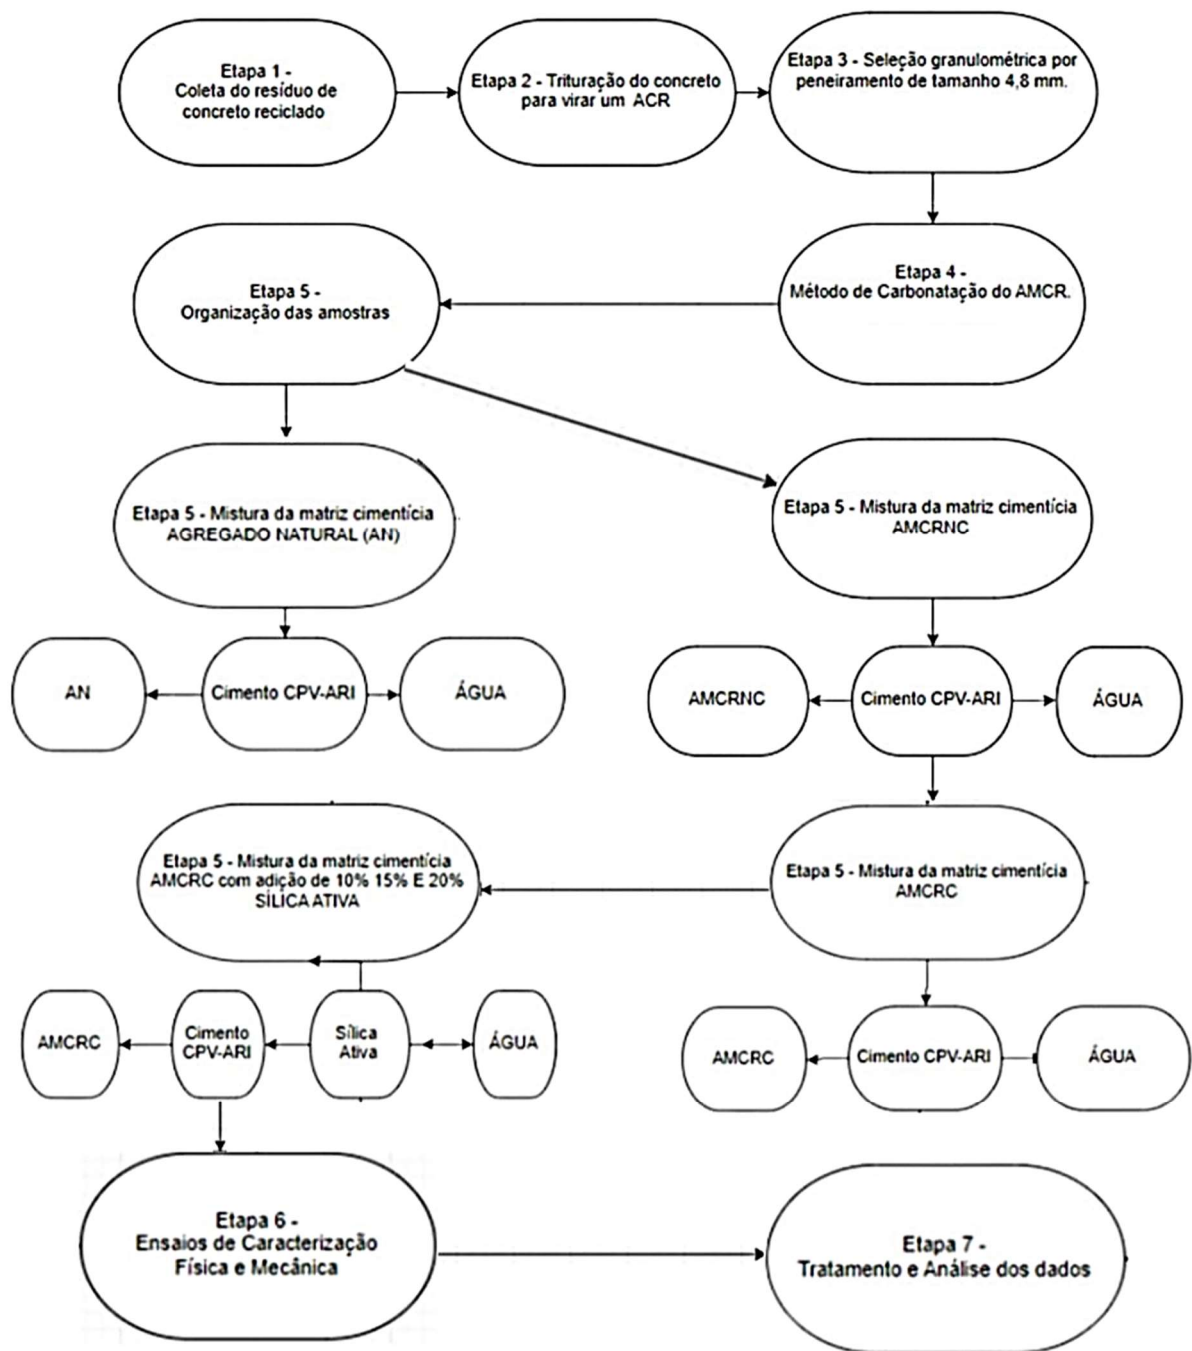 Etapa 1 -
Coleta do resíduo de
concreto reciclado
Etapa 2 - Trituração do concreto
para virar um ACR
Etapa 3 - Seleção granulométrica por
peneiramento de tamanho 4,8 mm.
Etapa 4 -
Método de Carbonatação do AMCR.
Etapa 5 -
Organização das amostras
Etapa 5 - Mistura da matriz cimentícia
AGREGADO NATURAL (AN)
Etapa 5 - Mistura da matriz cimentícia
AMCRNC
AN
Cimento CPV-ARI
ÁGUA
AMCRNC
Cimento CPV-ARI
ÁGUA
Etapa 5 - Mistura da matriz cimentícia
AMCRC com adição de 10% 15% E 20%
SÍLICA ATIVA
Etapa 5 - Mistura da matriz cimentícia
AMCRC
AMCRC
Cimento
CPV-ARI
Sílica
Ativa
ÁGUA
AMCRC
Cimento CPV-ARI
ÁGUA
Etapa 6 -
Ensaios de Caracterização
Física e Mecânica
Etapa 7 -
Tratamento e Análise dos dados